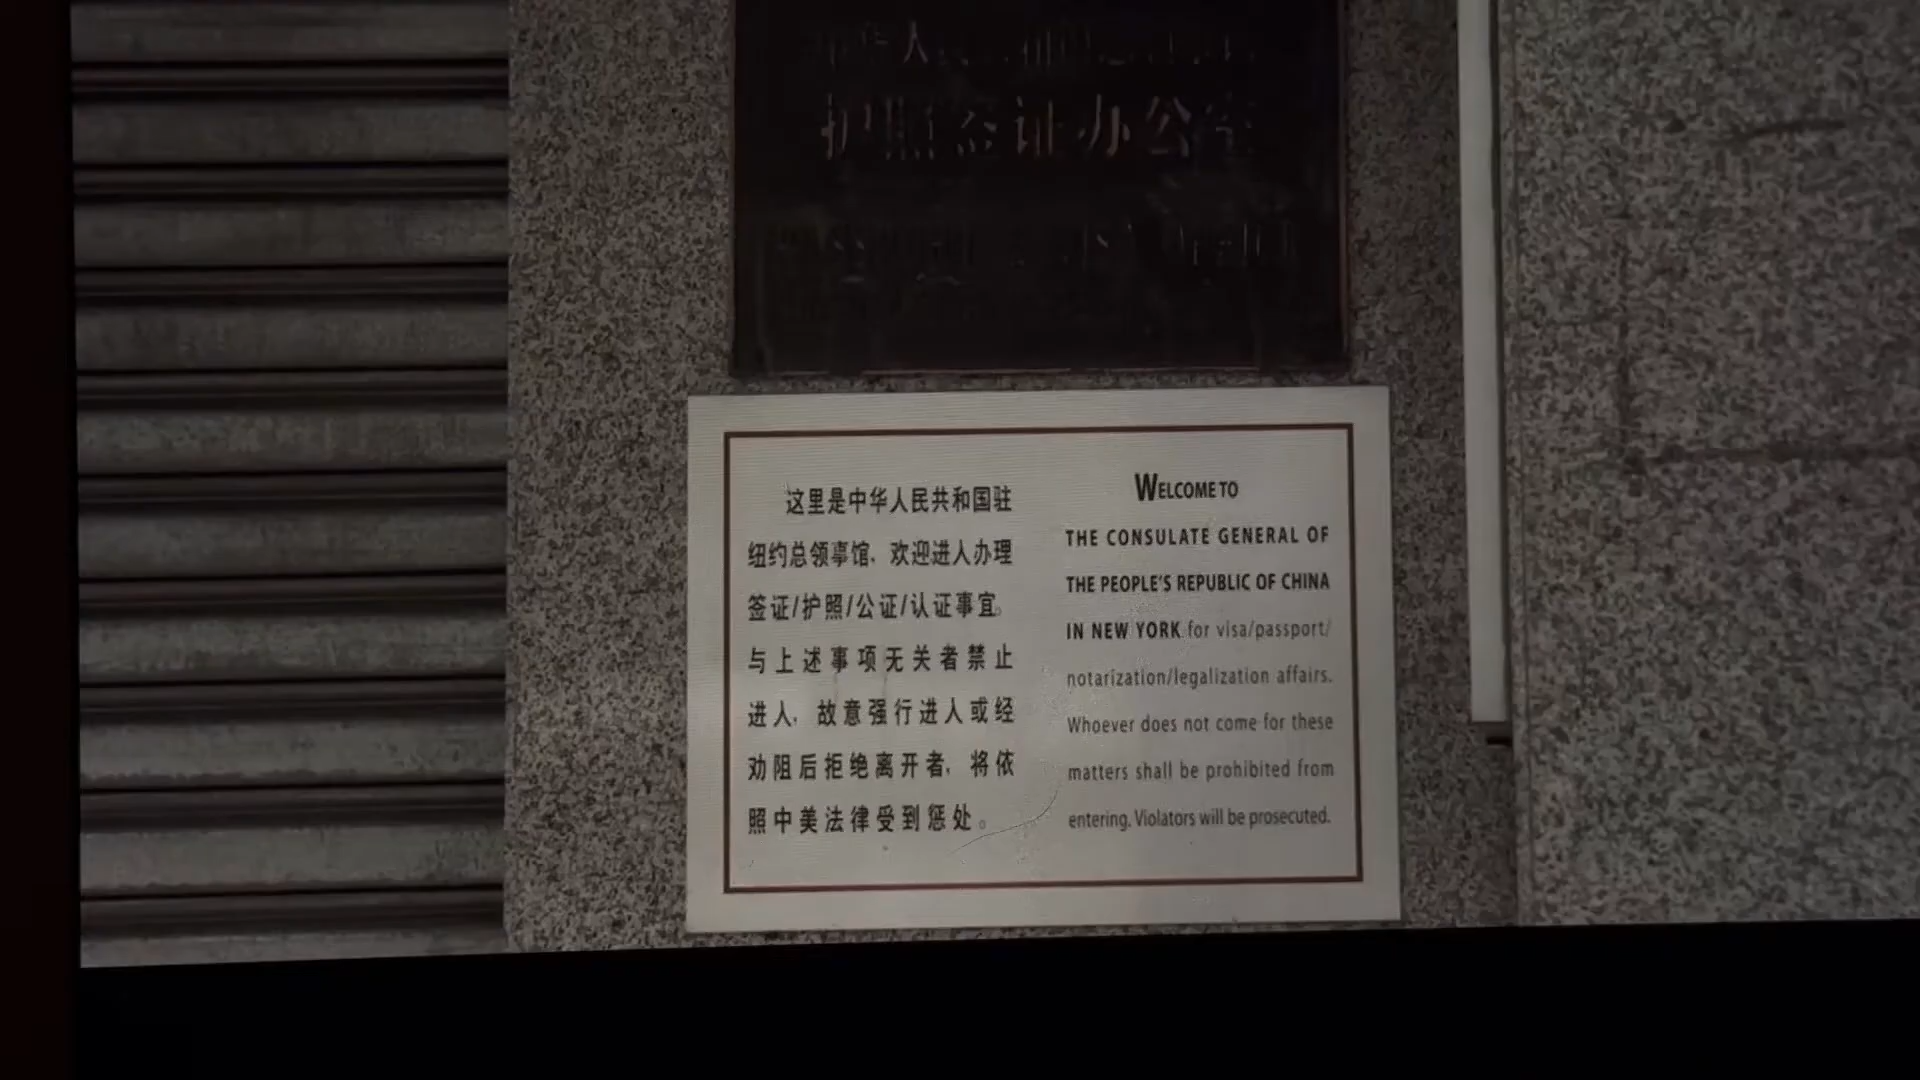 护照签证办公室
这里是中华人民共和国驻
纽约总领事馆，欢迎进入办理
签证/护照/公证/认证事宜。
与上述事项无关者禁止
进入，故意强行进入或经
劝阻后拒绝离开者，将依
照中美法律受到惩处。
WELCOME TO
THE CONSULATE GENERAL OF
THE PEOPLE'S REPUBLIC OF CHINA
IN NEW YORK for visa/passport/
notarization/legalization affairs.
Whoever does not come for these
matters shall be prohibited from
entering. Violators will be prosecuted.